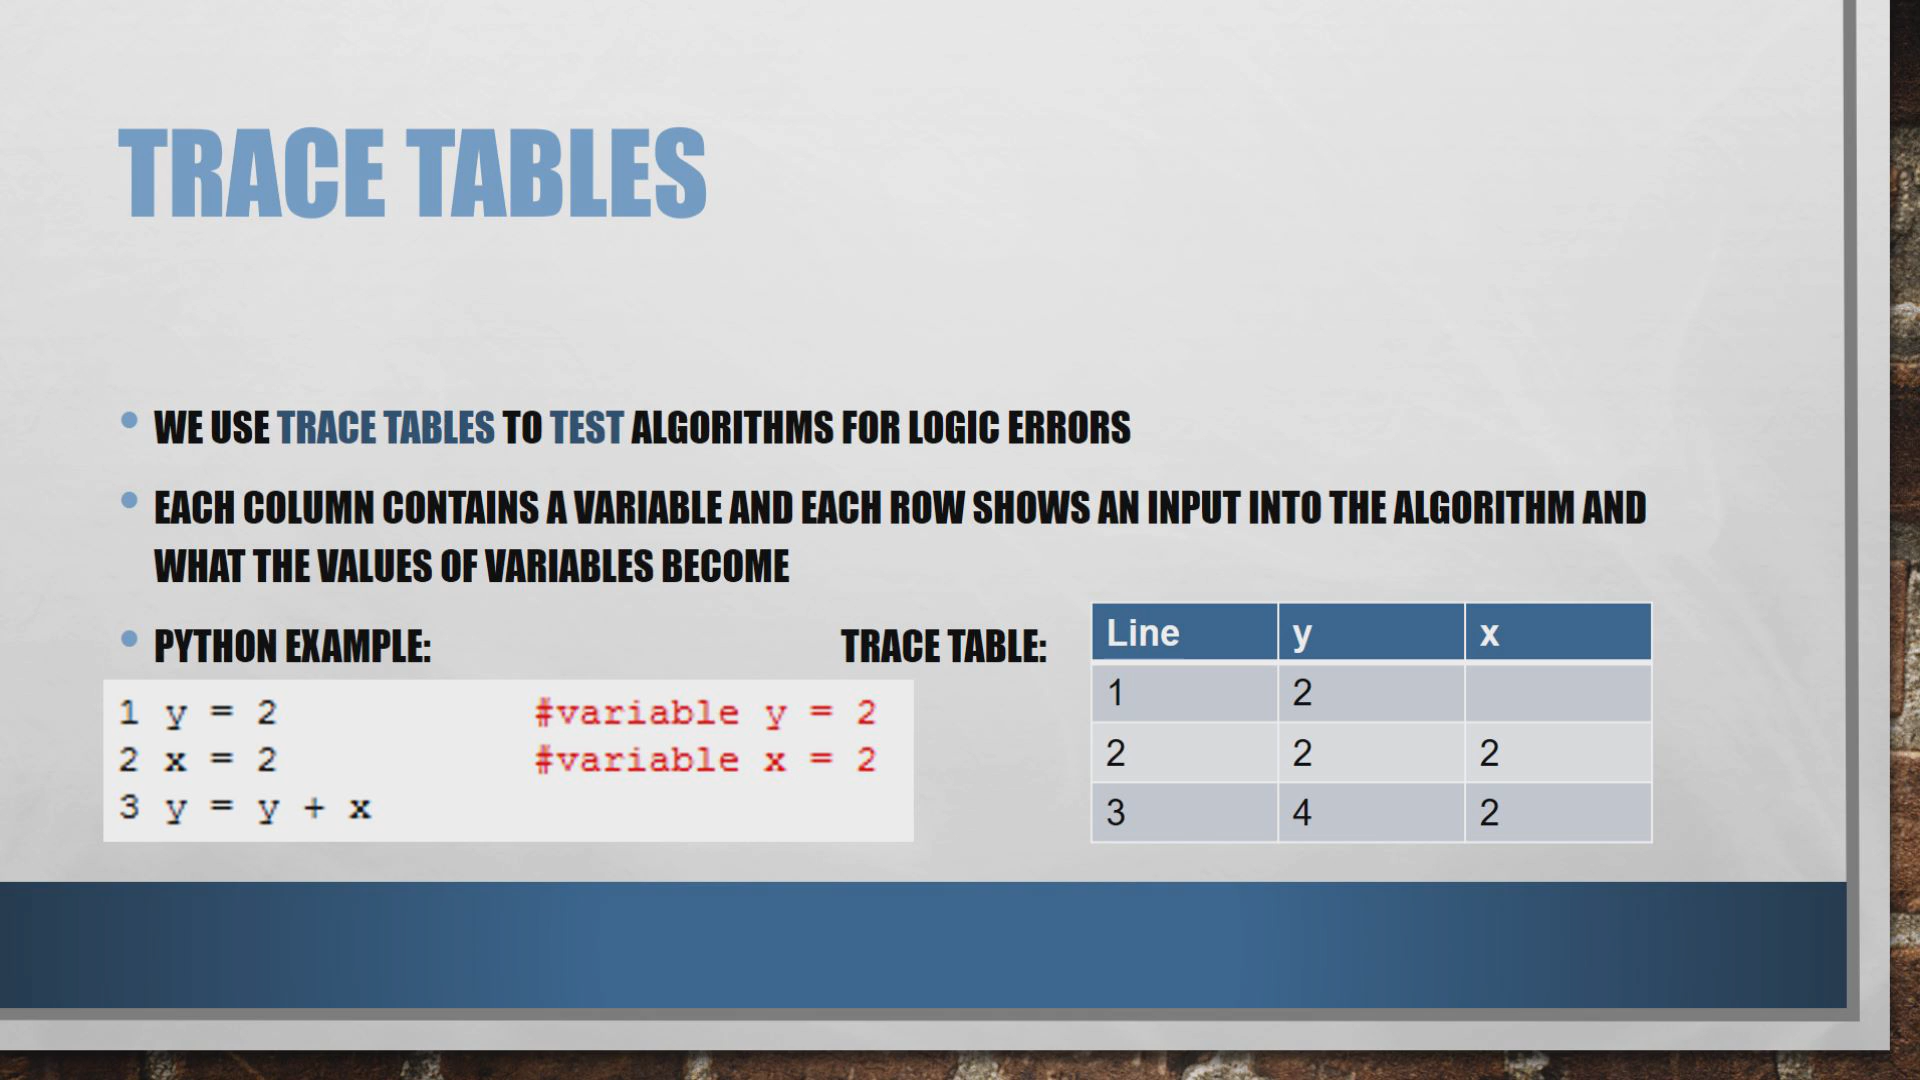 TRACE TABLES
WE USE TRACE TABLES TO TEST ALGORITHMS FOR LOGIC ERRORS
EACH COLUMN CONTAINS A VARIABLE AND EACH ROW SHOWS AN INPUT INTO THE ALGORITHM AND
WHAT THE VALUES OF VARIABLES BECOME
PYTHON EXAMPLE:
1 y = 2 #variable y = 2
2 x = 2 #variable x = 2
3 y = y + x
TRACE TABLE:
Line y x
1 2
2 2 2
3 4 2